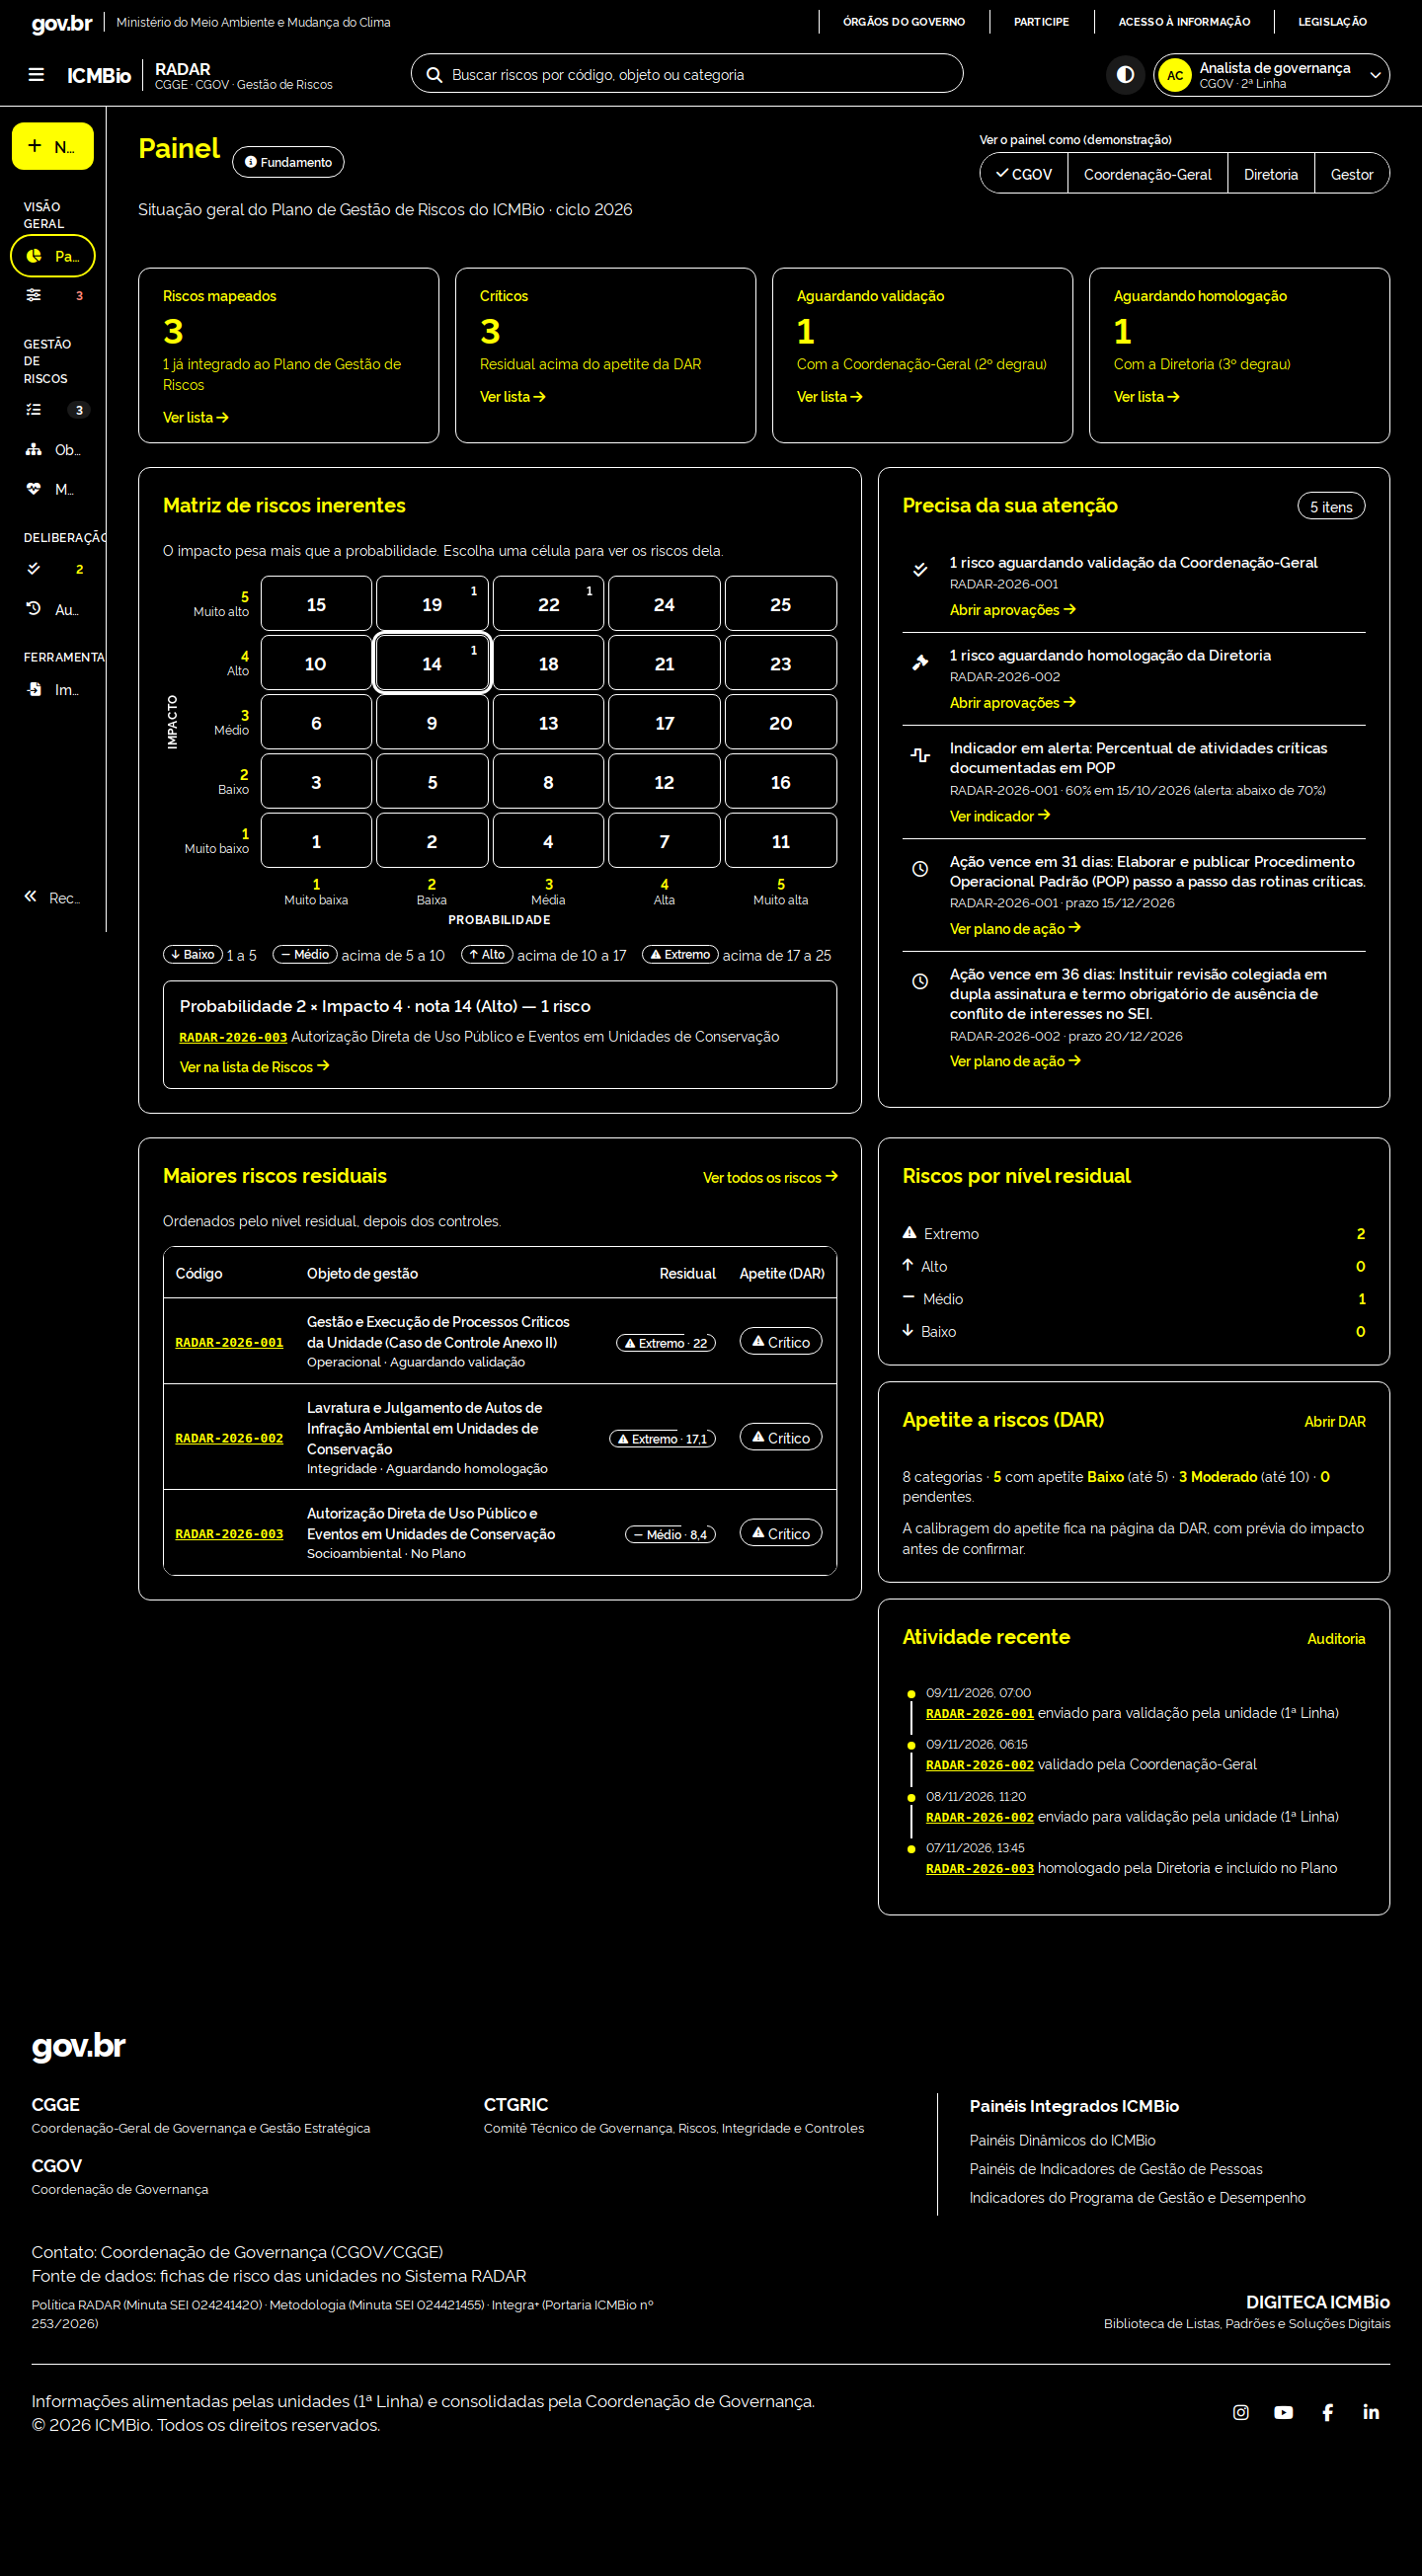 gov.br
Ministério do Meio Ambiente e Mudança do Clima
ÓRGÃOS DO GOVERNO
PARTICIPE
ACESSO À INFORMAÇÃO
LEGISLAÇÃO
ICMBio
RADAR
CGGE · CGOV · Gestão de Riscos
Buscar riscos por código, objeto ou categoria
AC
Analista de governança
CGOV · 2ª Linha
N...
VISÃO
GERAL
Pa...
3
GESTÃO
DE
RISCOS
3
Ob...
M...
DELIBERAÇÃO
2
Au...
FERRAMENTA
Im...
Rec...
Painel
Fundamento
Situação geral do Plano de Gestão de Riscos do ICMBio · ciclo 2026
Ver o painel como (demonstração)
CGOV
Coordenação-Geral
Diretoria
Gestor
Riscos mapeados
3
1 já integrado ao Plano de Gestão de
Riscos
Ver lista
Críticos
3
Residual acima do apetite da DAR
Ver lista
Aguardando validação
1
Com a Coordenação-Geral (2º degrau)
Ver lista
Aguardando homologação
1
Com a Diretoria (3º degrau)
Ver lista
Matriz de riscos inerentes
O impacto pesa mais que a probabilidade. Escolha uma célula para ver os riscos dela.
IMPACTO
5
Muito alto
15
19
1
22
1
24
25
4
Alto
10
14
1
18
21
23
3
Médio
6
9
13
17
20
2
Baixo
3
5
8
12
16
1
Muito baixo
1
2
4
7
11
1
Muito baixa
2
Baixa
3
Média
4
Alta
5
Muito alta
PROBABILIDADE
Baixo 1 a 5
Médio acima de 5 a 10
Alto acima de 10 a 17
Extremo acima de 17 a 25
Probabilidade 2 × Impacto 4 · nota 14 (Alto) — 1 risco
RADAR-2026-003 Autorização Direta de Uso Público e Eventos em Unidades de Conservação
Ver na lista de Riscos
Precisa da sua atenção
5 itens
1 risco aguardando validação da Coordenação-Geral
RADAR-2026-001
Abrir aprovações
1 risco aguardando homologação da Diretoria
RADAR-2026-002
Abrir aprovações
Indicador em alerta: Percentual de atividades críticas
documentadas em POP
RADAR-2026-001 · 60% em 15/10/2026 (alerta: abaixo de 70%)
Ver indicador
Ação vence em 31 dias: Elaborar e publicar Procedimento
Operacional Padrão (POP) passo a passo das rotinas críticas.
RADAR-2026-001 · prazo 15/12/2026
Ver plano de ação
Ação vence em 36 dias: Instituir revisão colegiada em
dupla assinatura e termo obrigatório de ausência de
conflito de interesses no SEI.
RADAR-2026-002 · prazo 20/12/2026
Ver plano de ação
Maiores riscos residuais
Ver todos os riscos
Ordenados pelo nível residual, depois dos controles.
Código
Objeto de gestão
Residual
Apetite (DAR)
RADAR-2026-001
Gestão e Execução de Processos Críticos
da Unidade (Caso de Controle Anexo II)
Operacional · Aguardando validação
Extremo · 22
Crítico
RADAR-2026-002
Lavratura e Julgamento de Autos de
Infração Ambiental em Unidades de
Conservação
Integridade · Aguardando homologação
Extremo · 17,1
Crítico
RADAR-2026-003
Autorização Direta de Uso Público e
Eventos em Unidades de Conservação
Socioambiental · No Plano
Médio · 8,4
Crítico
Riscos por nível residual
Extremo
2
Alto
0
Médio
1
Baixo
0
Apetite a riscos (DAR)
Abrir DAR
8 categorias · 5 com apetite Baixo (até 5) · 3 Moderado (até 10) · 0
pendentes.
A calibragem do apetite fica na página da DAR, com prévia do impacto
antes de confirmar.
Atividade recente
Auditoria
09/11/2026, 07:00
RADAR-2026-001 enviado para validação pela unidade (1ª Linha)
09/11/2026, 06:15
RADAR-2026-002 validado pela Coordenação-Geral
08/11/2026, 11:20
RADAR-2026-002 enviado para validação pela unidade (1ª Linha)
07/11/2026, 13:45
RADAR-2026-003 homologado pela Diretoria e incluído no Plano
gov.br
CGGE
Coordenação-Geral de Governança e Gestão Estratégica
CGOV
Coordenação de Governança
CTGRIC
Comitê Técnico de Governança, Riscos, Integridade e Controles
Painéis Integrados ICMBio
Painéis Dinâmicos do ICMBio
Painéis de Indicadores de Gestão de Pessoas
Indicadores do Programa de Gestão e Desempenho
Contato: Coordenação de Governança (CGOV/CGGE)
Fonte de dados: fichas de risco das unidades no Sistema RADAR
Política RADAR (Minuta SEI 024241420) · Metodologia (Minuta SEI 024421455) · Integra+ (Portaria ICMBio nº
253/2026)
DIGITECA ICMBio
Biblioteca de Listas, Padrões e Soluções Digitais
Informações alimentadas pelas unidades (1ª Linha) e consolidadas pela Coordenação de Governança.
© 2026 ICMBio. Todos os direitos reservados.